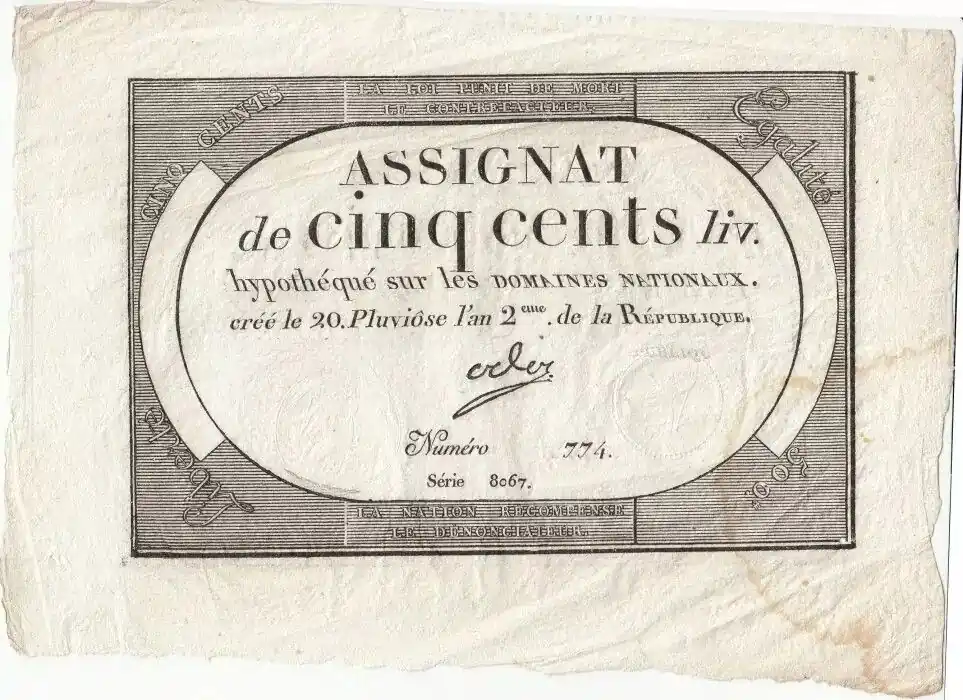 LA LOI PUNIT DE MORT
LE CONTREFACTEUR.
CINQ CENTS
Egalité
ASSIGNAT
de cinq cents liv.
hypothéqué sur les DOMAINES NATIONAUX.
créé le 20. Pluviôse l'an 2eme. de la RÉPUBLIQUE.
PUBLIQU
Numéro 774.
Série 8067.
Liberté
500.
LA NATION RECOMPENSE
LE DÉNONCIATEUR.